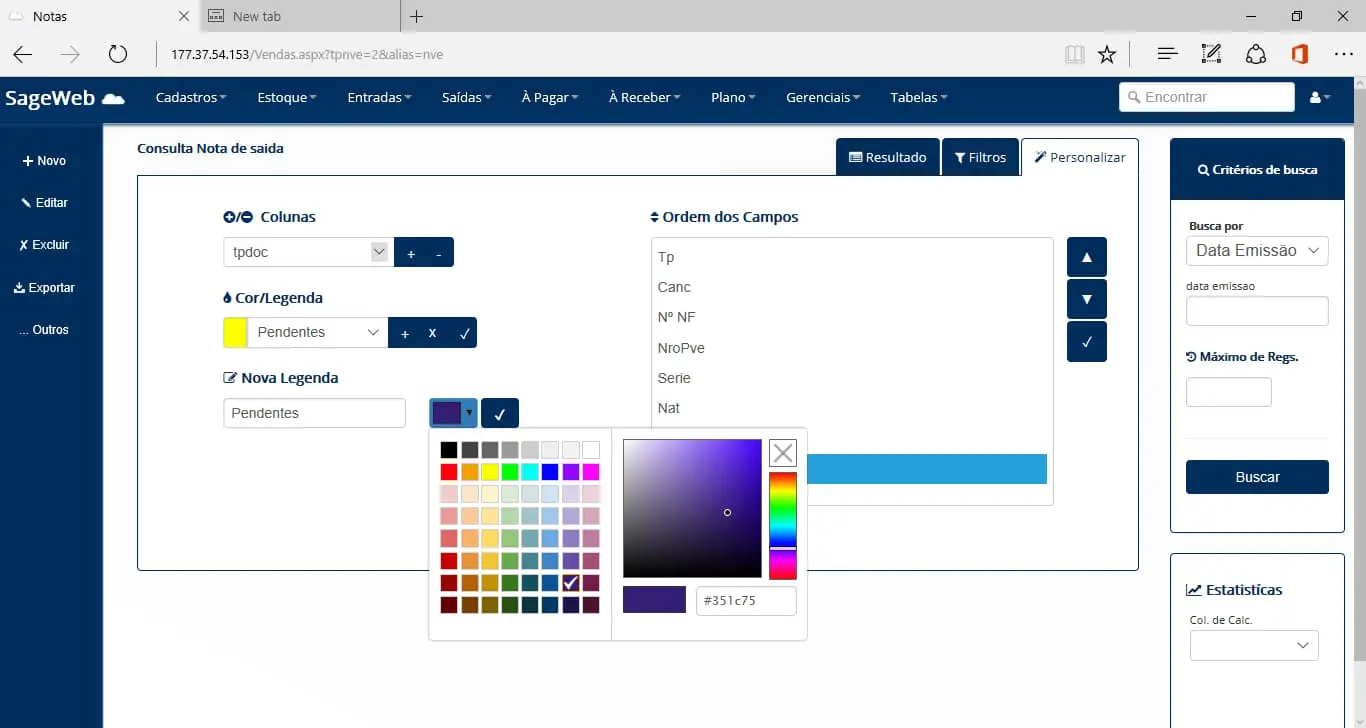 Notas
New tab
177.37.54.153/Vendas.aspx?tpnve=2&alias=nve
SageWeb
Cadastros
Estoque
Entradas
Saídas
À Pagar
À Receber
Plano
Gerenciais
Tabelas
Encontrar
Novo
Editar
Excluir
Exportar
... Outros
Consulta Nota de saida
Resultado
Filtros
Personalizar
Colunas
tpdoc
+ -
Cor/Legenda
Pendentes
+ x ✓
Nova Legenda
Pendentes
✓
#351c75
Ordem dos Campos
Tp
Canc
Nº NF
NroPve
Serie
Nat
▲
▼
✓
Critérios de busca
Busca por
Data Emissão
data emissao
Máximo de Regs.
Buscar
Estatistícas
Col. de Calc.